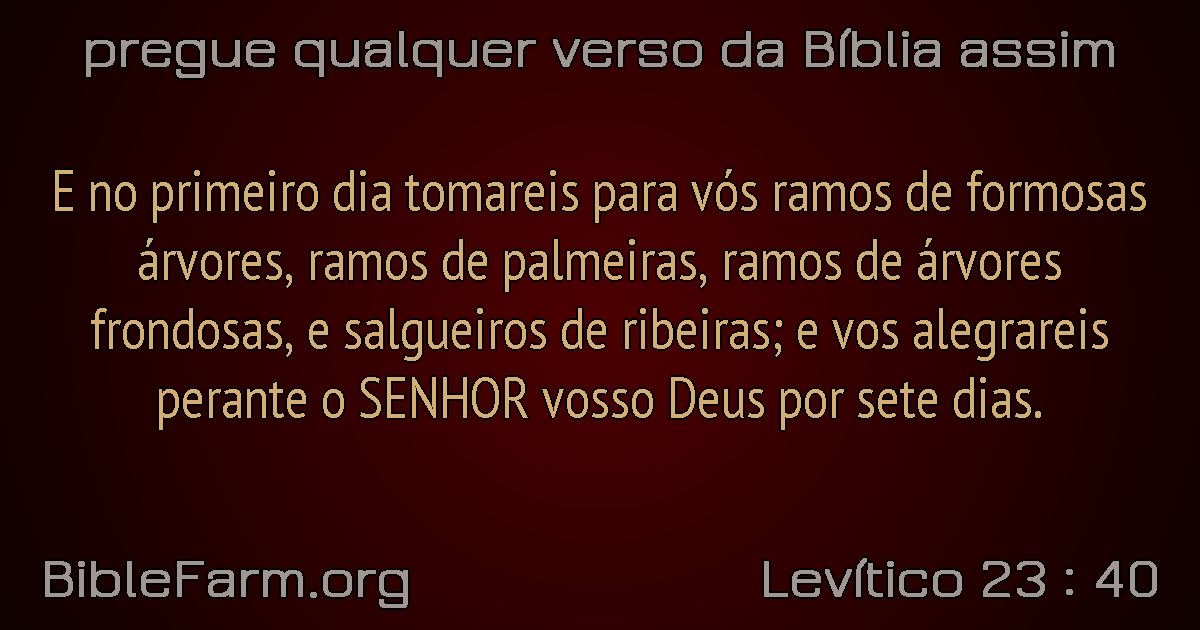 pregue qualquer verso da Bíblia assim
E no primeiro dia tomareis para vós ramos de formosas
árvores, ramos de palmeiras, ramos de árvores
frondosas, e salgueiros de ribeiras; e vos alegrareis
perante o SENHOR vosso Deus por sete dias.
BibleFarm.org
Levítico 23 : 40